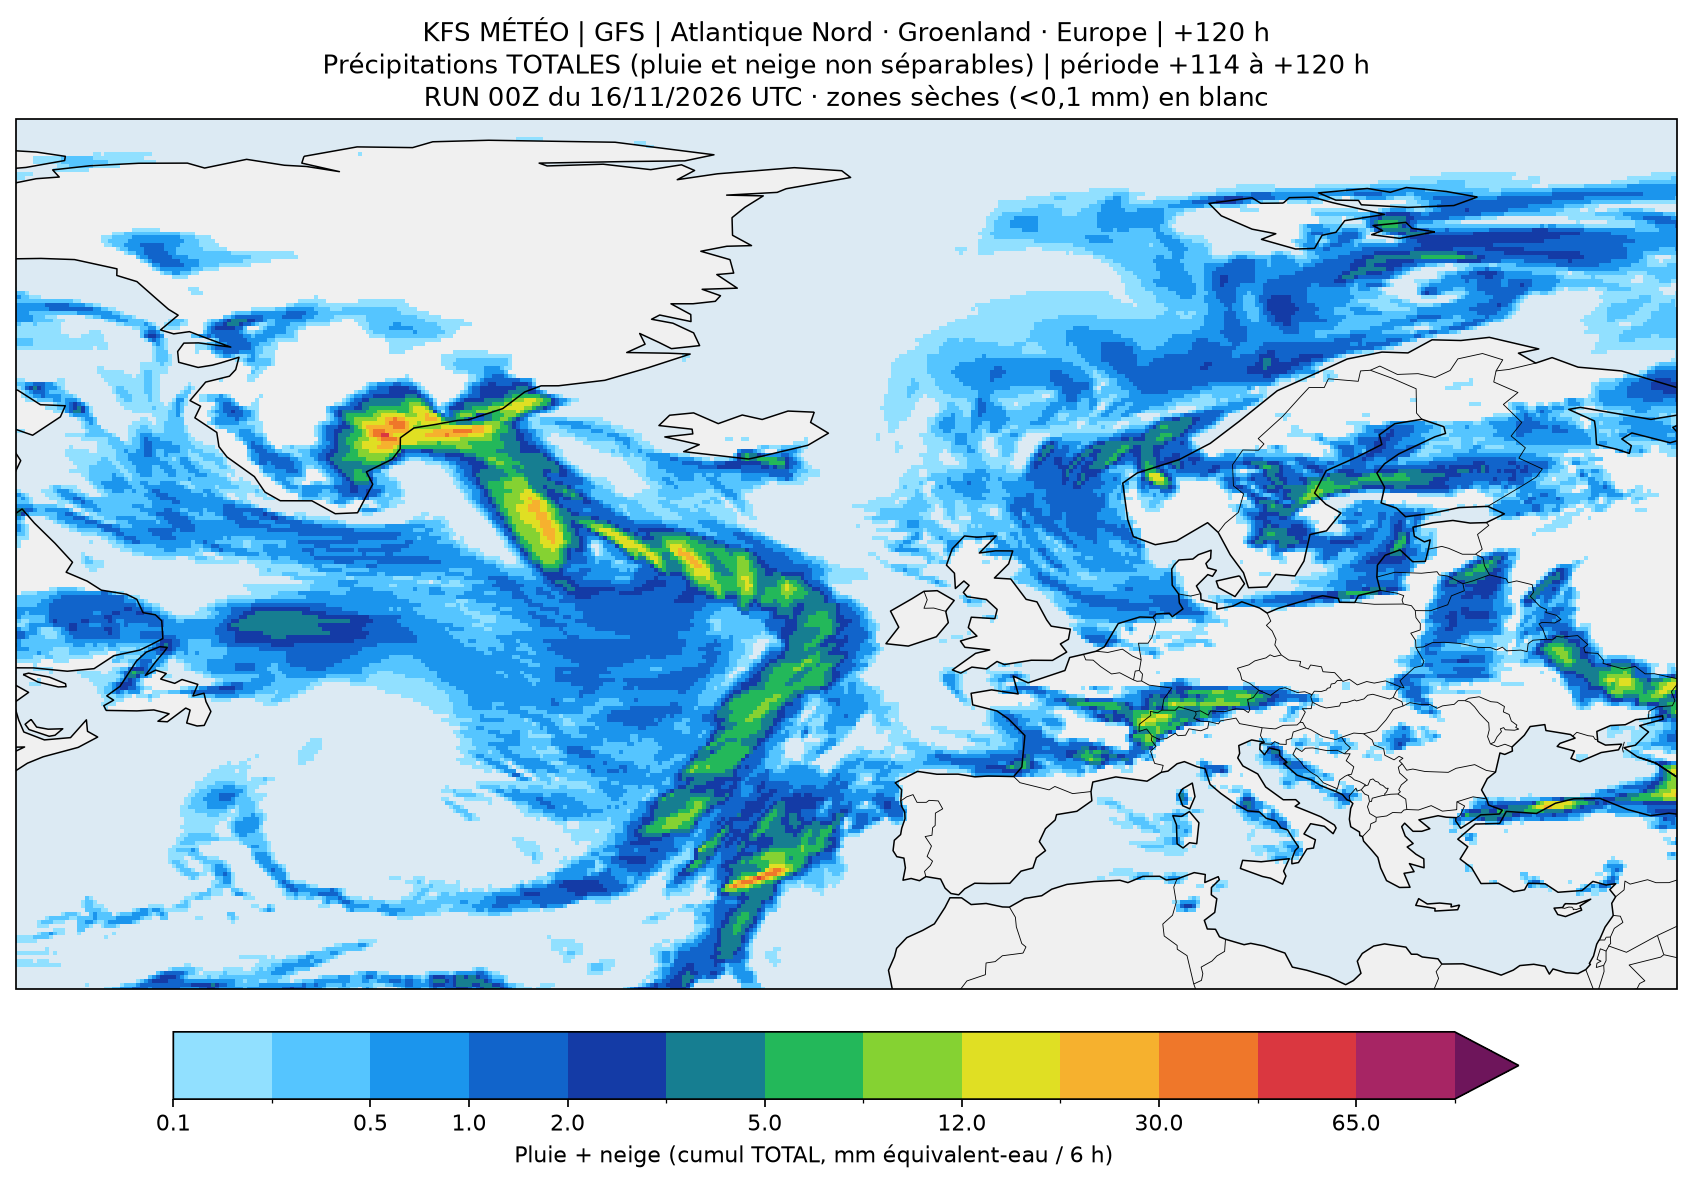 KFS MÉTÉO | GFS | Atlantique Nord · Groenland · Europe | +120 h
Précipitations TOTALES (pluie et neige non séparables) | période +114 à +120 h
RUN 00Z du 16/11/2026 UTC · zones sèches (<0,1 mm) en blanc
0.1 0.5 1.0 2.0 5.0 12.0 30.0 65.0
Pluie + neige (cumul TOTAL, mm équivalent-eau / 6 h)